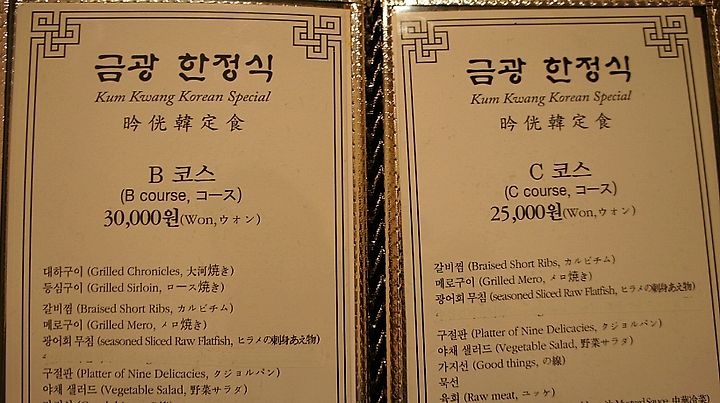 금광 한정식
Kum Kwang Korean Special
昑侊韓定食
B 코스
(B course, コース)
30,000원(Won,ウォン)
대하구이 (Grilled Chronicles, 大河焼き)
등심구이 (Grilled Sirloin, ロース焼き)
갈비찜 (Braised Short Ribs, カルビチム)
메로구이 (Grilled Mero, メロ焼き)
광어회 무침 (seasoned Sliced Raw Flatfish, ヒラメの刺身あえ物)
구절판 (Platter of Nine Delicacies, クジョルパン)
야채 샐러드 (Vegetable Salad, 野菜サラダ)
금광 한정식
Kum Kwang Korean Special
昑侊韓定食
C 코스
(C course, コース)
25,000원(Won,ウォン)
갈비찜 (Braised Short Ribs, カルビチム)
메로구이 (Grilled Mero, メロ焼き)
광어회 무침 (seasoned Sliced Raw Flatfish, ヒラメの刺身あえ物)
구절판 (Platter of Nine Delicacies, クジョルパン)
야채 샐러드 (Vegetable Salad, 野菜サラダ)
가지선 (Good things, の線)
묵선
육회 (Raw meat, ユッケ)
Mustard Sauce, 中華冷菜)